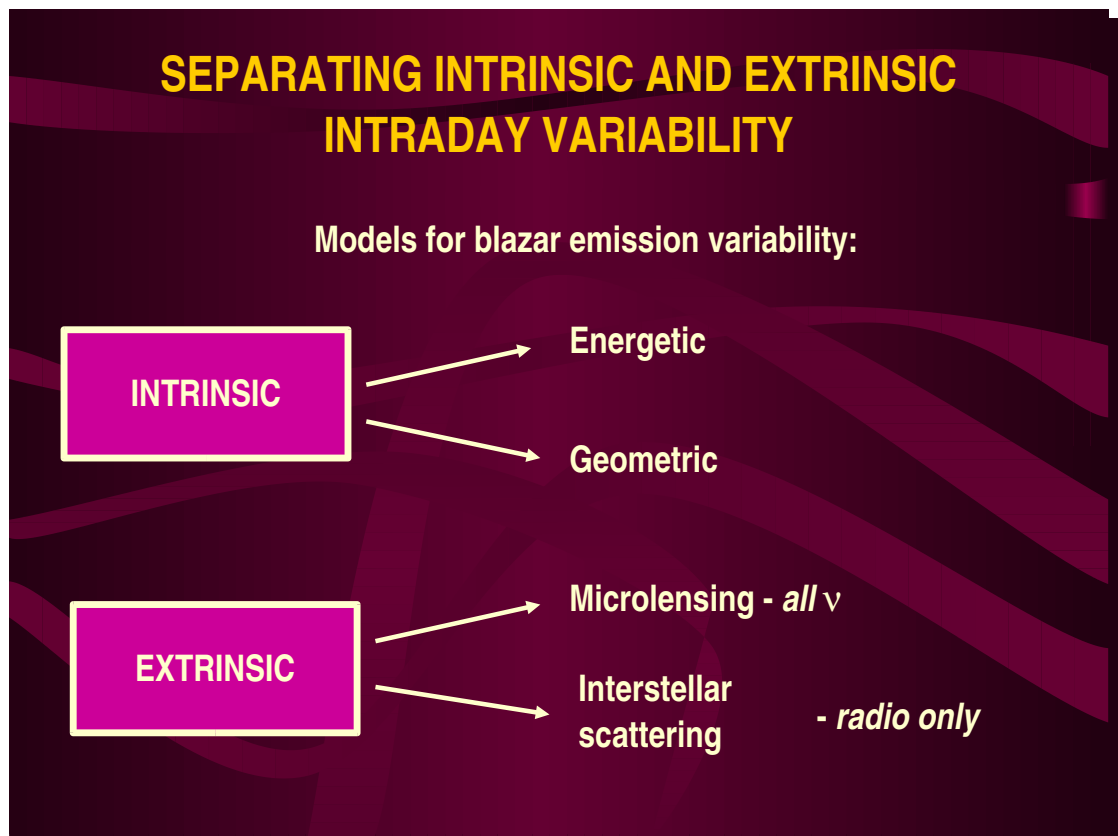 SEPARATING INTRINSIC AND EXTRINSIC
INTRADAY VARIABILITY
Models for blazar emission variability:
INTRINSIC
Energetic
Geometric
EXTRINSIC
Microlensing - all ν
Interstellar
scattering - radio only